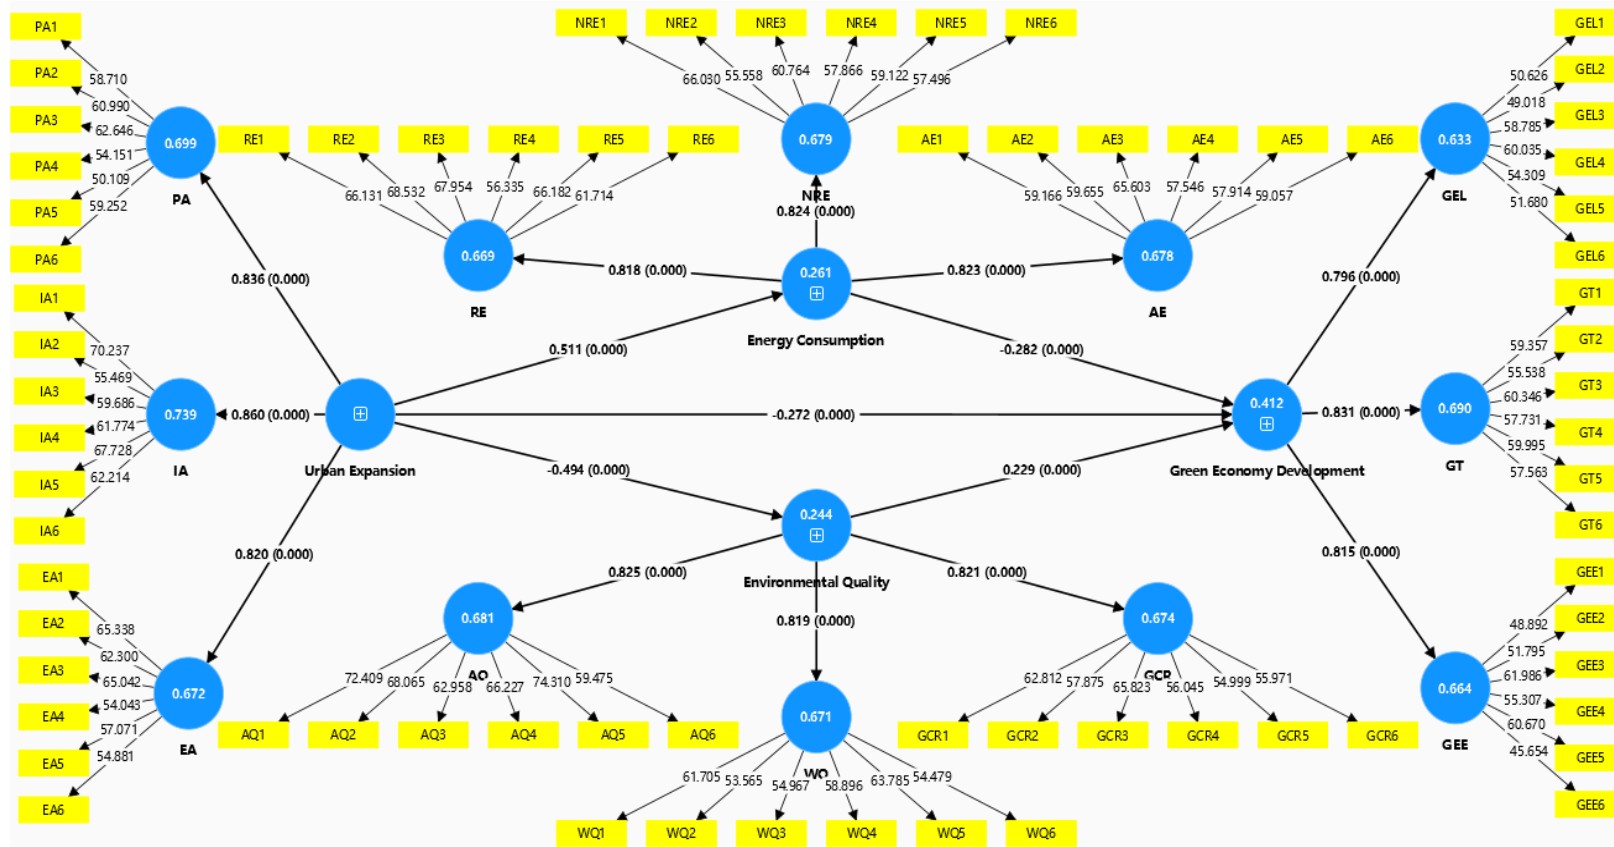 PA1
PA2
PA3
PA4
PA5
PA6
58.710
60.990
62.646
54.151
50.109
59.252
0.699
PA
NRE1 NRE2 NRE3 NRE4 NRE5 NRE6
66.030 55.558 60.764 57.866 59.122 57.496
0.679
NRE
0.824 (0.000)
RE1 RE2 RE3 RE4 RE5 RE6
66.131 68.532 67.954 56.335 66.182 61.714
0.669
RE
AE1 AE2 AE3 AE4 AE5 AE6
59.166 59.655 65.603 57.546 57.914 59.057
0.678
AE
GEL1
GEL2
GEL3
GEL4
GEL5
GEL6
50.626
49.018
58.785
60.035
54.309
51.680
0.633
GEL
0.836 (0.000)
0.818 (0.000)
0.823 (0.000)
0.796 (0.000)
0.261
Energy Consumption
0.511 (0.000)
-0.282 (0.000)
IA1
IA2
IA3
IA4
IA5
IA6
70.237
55.469
59.686
61.774
67.728
62.214
0.739
IA
0.860 (0.000)
Urban Expansion
-0.272 (0.000)
0.412
Green Economy Development
0.831 (0.000)
GT1
GT2
GT3
GT4
GT5
GT6
59.357
55.538
60.346
57.731
59.995
57.563
0.690
GT
-0.494 (0.000)
0.229 (0.000)
0.244
Environmental Quality
0.820 (0.000)
0.825 (0.000)
0.821 (0.000)
0.819 (0.000)
0.815 (0.000)
EA1
EA2
EA3
EA4
EA5
EA6
65.338
62.300
65.042
54.043
57.071
54.881
0.672
EA
0.681
AQ
72.409 68.065 62.958 66.227 74.310 59.475
AQ1 AQ2 AQ3 AQ4 AQ5 AQ6
0.671
WQ
61.705 53.565 54.967 58.896 63.785 54.479
WQ1 WQ2 WQ3 WQ4 WQ5 WQ6
0.674
GCR
62.812 57.875 65.823 56.045 54.999 55.971
GCR1 GCR2 GCR3 GCR4 GCR5 GCR6
GEE1
GEE2
GEE3
GEE4
GEE5
GEE6
48.892
51.795
61.986
55.307
60.670
45.654
0.664
GEE